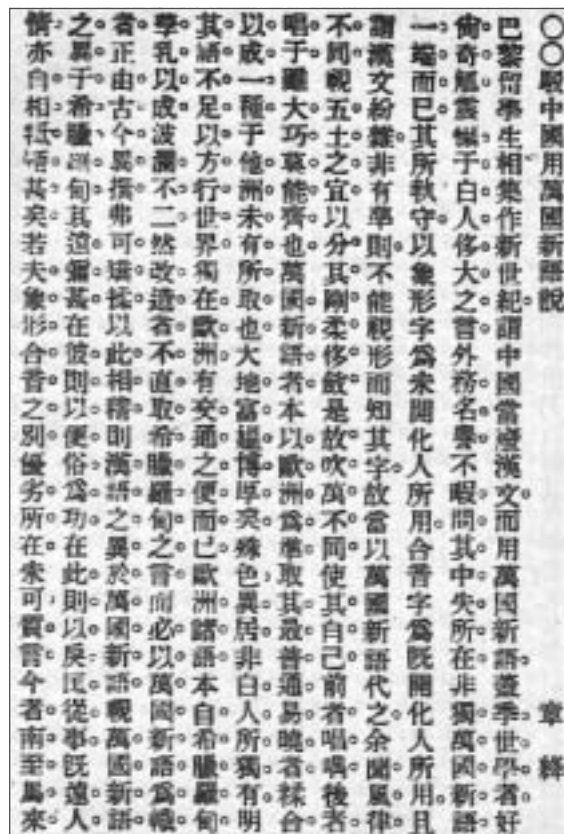 〇〇駁中國用萬國新語說　章　絳
巴黎留學生相集作新世紀謂中國當廢漢文而用萬國新語蓋季世學者好
尙奇觚震懾于白人侈大之言外務名譽不暇問其中失所在非獨萬國新語
一端而已其所執守以象形字爲未開化人所用合音字爲旣開化人所用且
謂漢文紛雜非有準則不能視形而知其字故當以萬國新語代之余聞風律
不同視五土之宜以分其剛柔侈斂是故吹萬不同使其自己前者唱喁後者
唱于雖大巧莫能齊也萬國新語者本以歐洲爲準取其最普通易曉者糅合
以成一種于他洲未有所取也大地富媼博厚矣殊色異居非白人所獨有明
其語不足以方行世界獨在歐洲有交通之便而已歐洲諸語本自希臘羅甸
孳乳以成波瀾不二然改造者不直取希臘羅甸之言而必以萬國新語爲幟
者正由古今異撰弗可矯揉以此相稽則漢語之異於萬國新語視萬國新語
之異于希臘羅甸其遠彌甚在彼則以便俗爲功在此則以戾匡從事旣遠人
情亦自相牴牾甚矣若夫象形合音之別優劣所在未可質言今者南至馬來